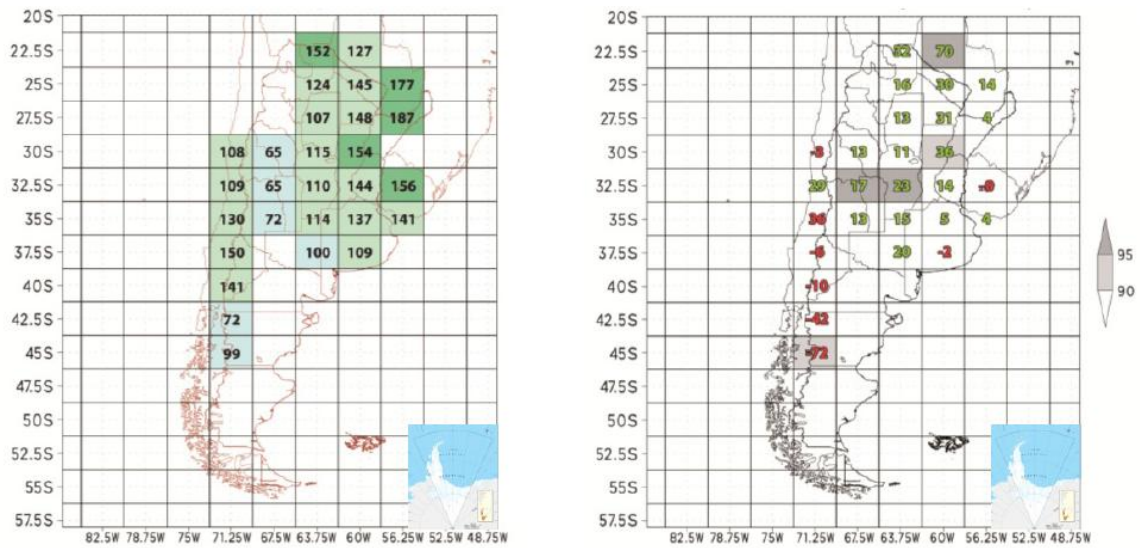 20S
22.5S 152 127
25S 124 145 177
27.5S 107 148 187
30S 108 65 115 154
32.5S 109 65 110 144 156
35S 130 72 114 137 141
37.5S 150 100 109
40S 141
42.5S 72
45S 99
47.5S
50S
52.5S
55S
57.5S
82.5W 78.75W 75W 71.25W 67.5W 63.75W 60W 56.25W 52.5W 48.75W
20S
22.5S 70
25S 16 14
27.5S 13 31 4
30S 13 11 36
32.5S 29 17 23 14
35S 13 15 5 4
37.5S -6 20 -2
40S -10
42.5S -42
45S -72
47.5S
50S
52.5S
55S
57.5S
82.5W 78.75W 75W 71.25W 67.5W 63.75W 60W 56.25W 52.5W 48.75W
95
90